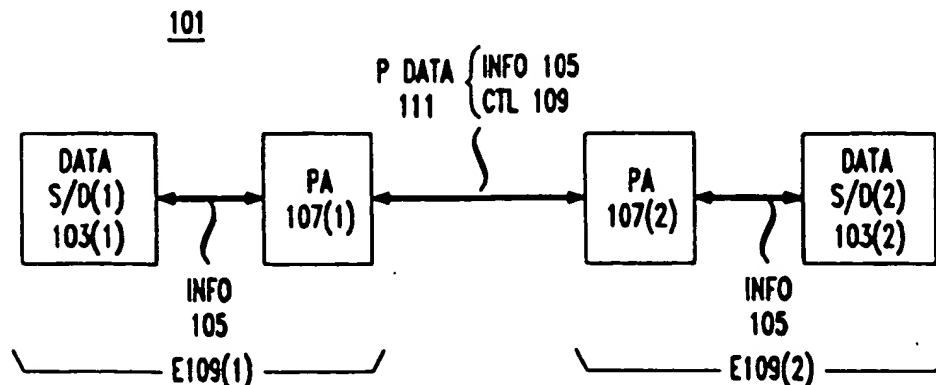 101
P DATA
111
INFO 105
CTL 109
DATA
S/D(1)
103(1)
PA
107(1)
PA
107(2)
DATA
S/D(2)
103(2)
INFO
105
INFO
105
E109(1)
E109(2)